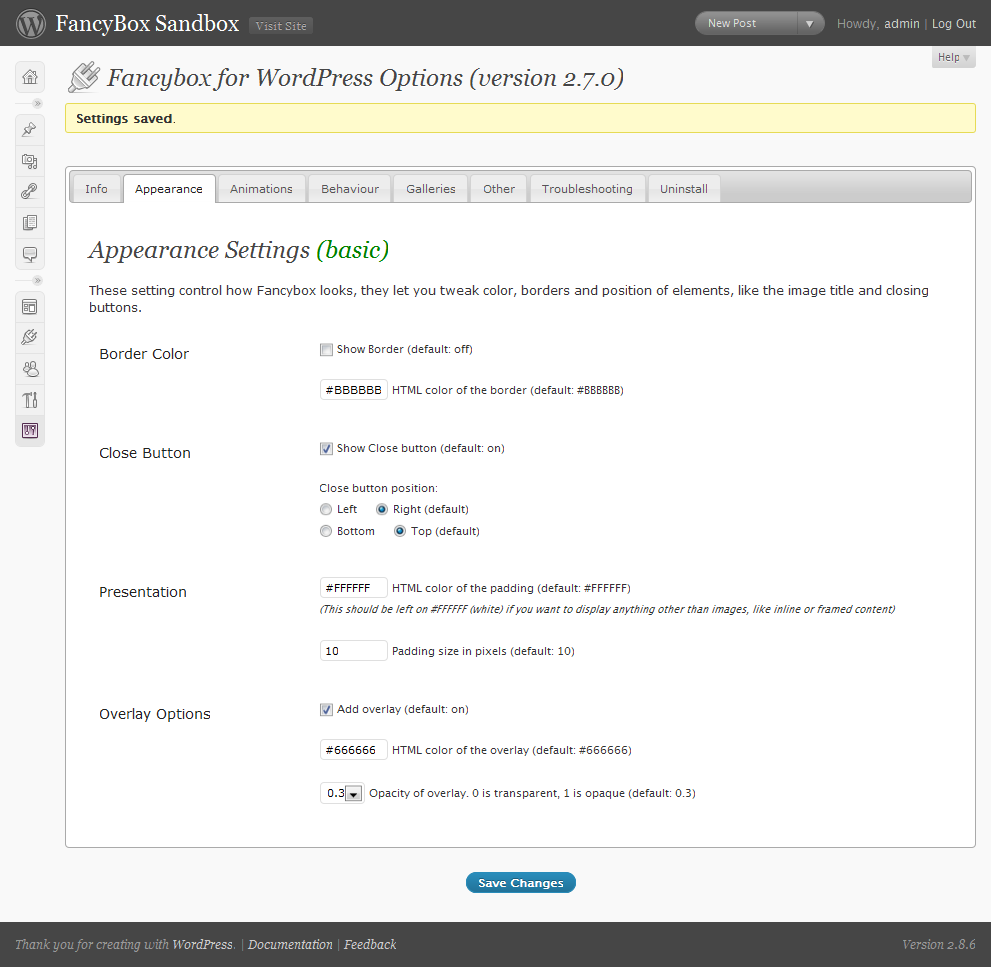 FancyBox Sandbox Visit Site New Post Howdy, admin | Log Out
Help
Fancybox for WordPress Options (version 2.7.0)
Settings saved.
Info Appearance Animations Behaviour Galleries Other Troubleshooting Uninstall
Appearance Settings (basic)
These setting control how Fancybox looks, they let you tweak color, borders and position of elements, like the image title and closing
buttons.
Border Color Show Border (default: off)
#BBBBBB HTML color of the border (default: #BBBBBB)
Close Button Show Close button (default: on)
Close button position:
Left Right (default)
Bottom Top (default)
Presentation #FFFFFF HTML color of the padding (default: #FFFFFF)
(This should be left on #FFFFFF (white) if you want to display anything other than images, like inline or framed content)
10 Padding size in pixels (default: 10)
Overlay Options Add overlay (default: on)
#666666 HTML color of the overlay (default: #666666)
0.3 Opacity of overlay. 0 is transparent, 1 is opaque (default: 0.3)
Save Changes
Thank you for creating with WordPress. | Documentation | Feedback Version 2.8.6